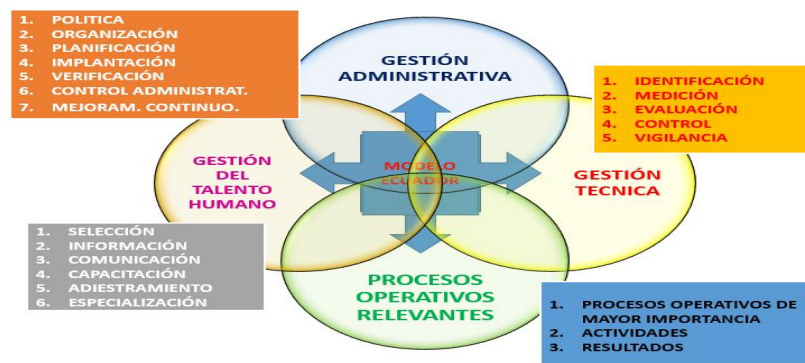 1. POLITICA
2. ORGANIZACIÓN
3. PLANIFICACIÓN
4. IMPLANTACIÓN
5. VERIFICACIÓN
6. CONTROL ADMINISTRAT.
7. MEJORAM. CONTINUO.
GESTIÓN
ADMINISTRATIVA
1. IDENTIFICACIÓN
2. MEDICIÓN
3. EVALUACIÓN
4. CONTROL
5. VIGILANCIA
GESTIÓN
DEL
TALENTO
HUMANO
MODELO
ECUADOR
GESTIÓN
TECNICA
1. SELECCIÓN
2. INFORMACIÓN
3. COMUNICACIÓN
4. CAPACITACIÓN
5. ADIESTRAMIENTO
6. ESPECIALIZACIÓN
PROCESOS
OPERATIVOS
RELEVANTES
1. PROCESOS OPERATIVOS DE
MAYOR IMPORTANCIA
2. ACTIVIDADES
3. RESULTADOS